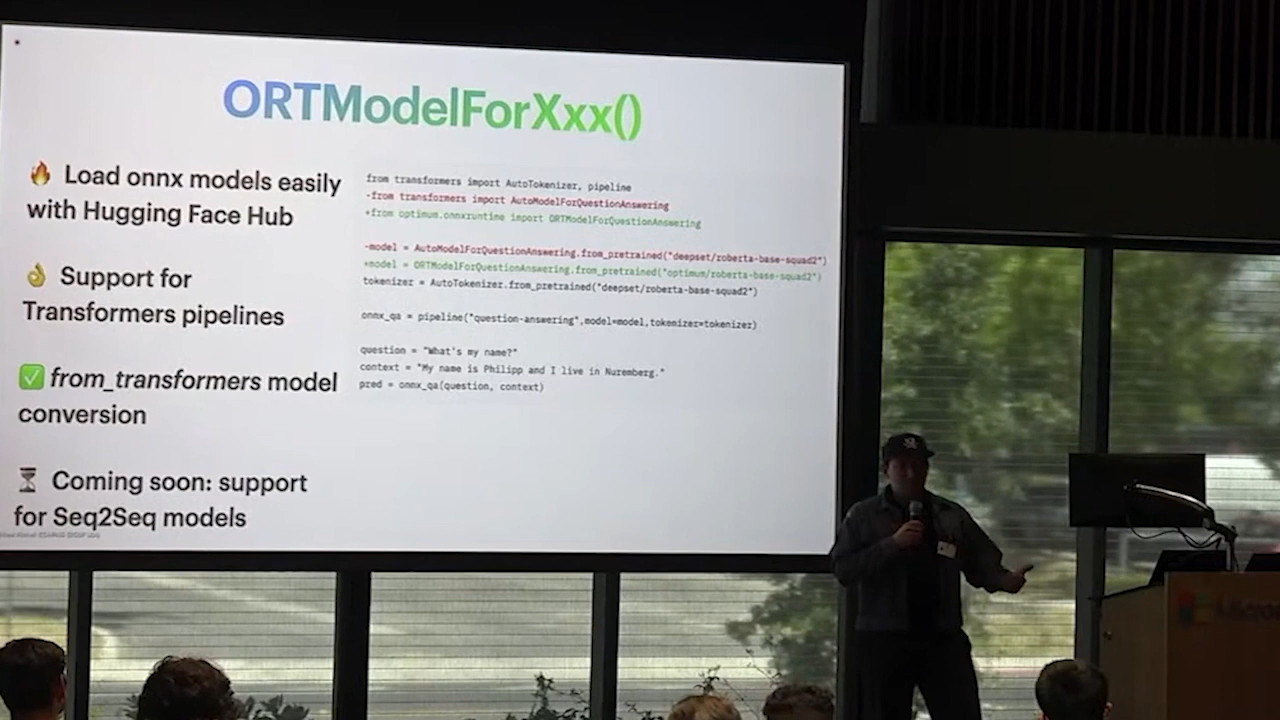 ORTModelForXxx()
🔥 Load onnx models easily
with Hugging Face Hub
👌 Support for
Transformers pipelines
✅ from_transformers model
conversion
⏳ Coming soon: support
for Seq2Seq models
from transformers import AutoTokenizer, pipeline
-from transformers import AutoModelForQuestionAnswering
+from optimum.onnxruntime import ORTModelForQuestionAnswering
-model = AutoModelForQuestionAnswering.from_pretrained("deepset/roberta-base-squad2")
+model = ORTModelForQuestionAnswering.from_pretrained("optimum/roberta-base-squad2")
tokenizer = AutoTokenizer.from_pretrained("deepset/roberta-base-squad2")
onnx_qa = pipeline("question-answering",model=model,tokenizer=tokenizer)
question = "What's my name?"
context = "My name is Philipp and I live in Nuremberg."
pred = onnx_qa(question, context)